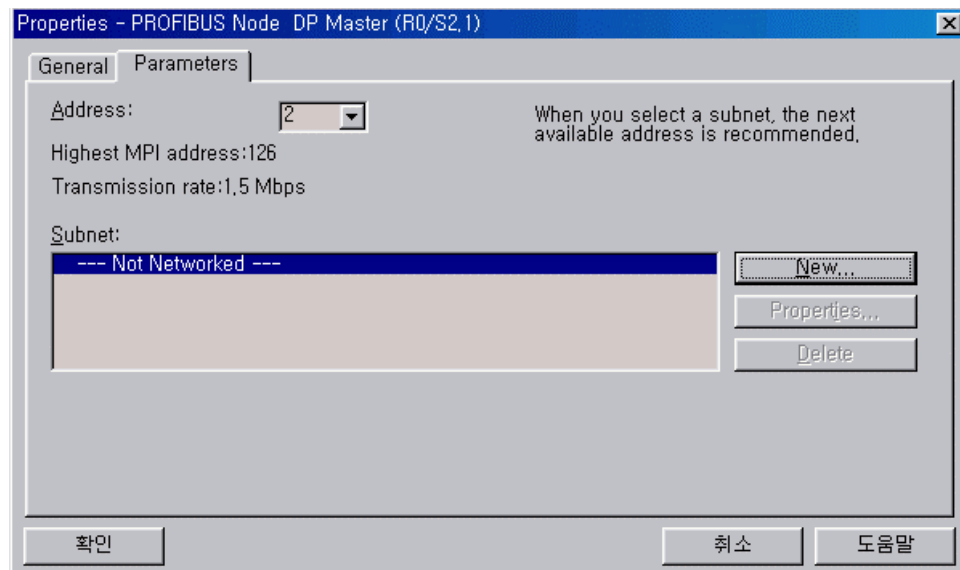 Properties - PROFIBUS Node  DP Master (R0/S2,1)
General
Parameters
Address:
2
When you select a subnet, the next
available address is recommended,
Highest MPI address:126
Transmission rate:1,5 Mbps
Subnet:
--- Not Networked ---
New,,,
Properties,,,
Delete
확인
취소
도움말